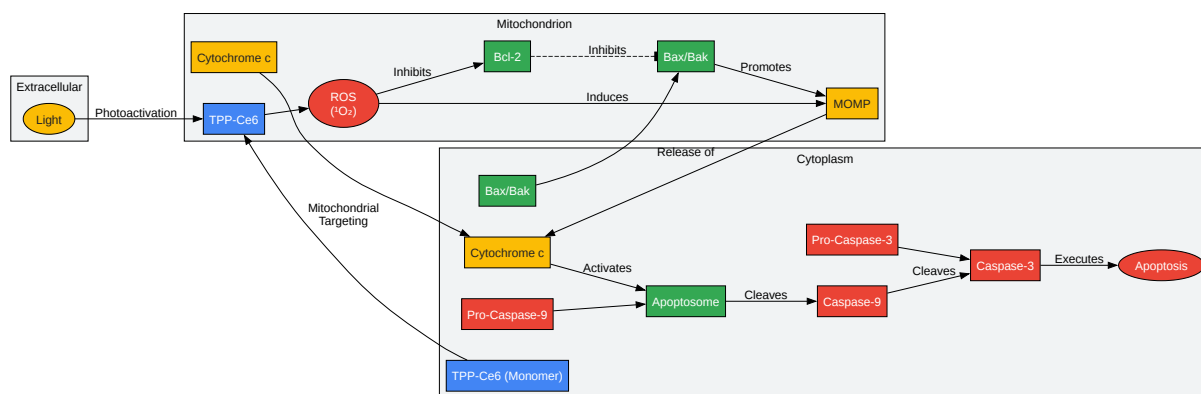 Mitochondrion
Cytochrome c
Bcl-2
Inhibits
Bax/Bak
Extracellular
Light
Photoactivation
TPP-Ce6
ROS
(¹O₂)
Inhibits
Induces
Promotes
MOMP
Release of
Cytoplasm
Bax/Bak
Mitochondrial
Targeting
Cytochrome c
Activates
Pro-Caspase-9
Apoptosome
Cleaves
Caspase-9
Pro-Caspase-3
Cleaves
Caspase-3
Executes
Apoptosis
TPP-Ce6 (Monomer)